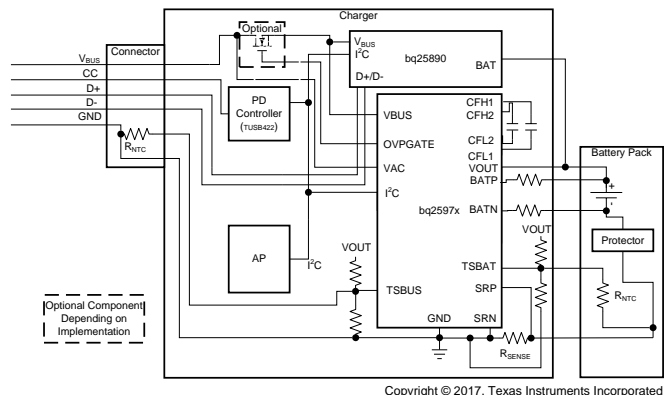 Charger
Optional
Connector
VBUS
CC
D+
D-
GND
RNTC
VBUS
I²C
D+/D-
bq25890
BAT
PD
Controller
(TUSB422)
VBUS
OVPGATE
VAC
I²C
bq2597x
CFH1
CFH2
CFL2
CFL1
VOUT
BATP
BATN
Battery Pack
+
-
Protector
VOUT
AP
I²C
VOUT
TSBUS
TSBAT
SRP
RNTC
GND
SRN
RSENSE
Optional Component
Depending on
Implementation
Copyright © 2017, Texas Instruments Incorporated